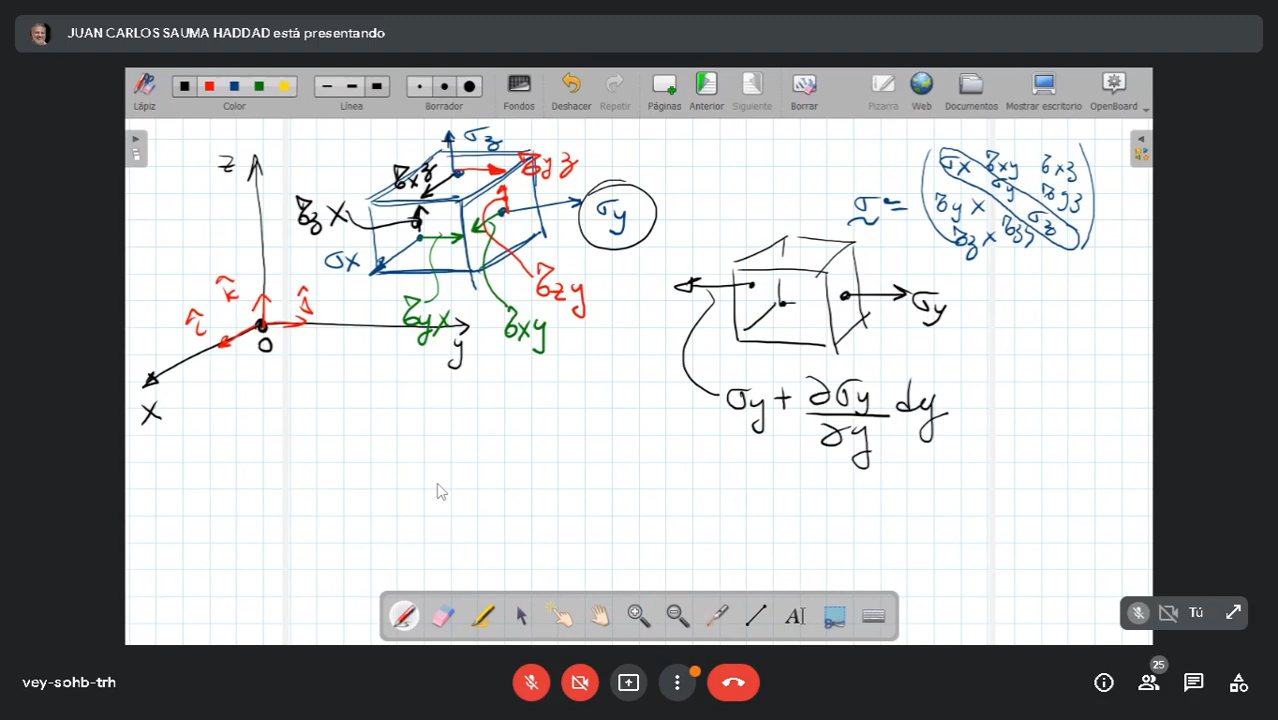 JUAN CARLOS SAUMA HADDAD está presentando
Lápiz
Color
Línea
Borrador
Fondos
Deshacer
Repetir
Páginas
Anterior
Siguiente
Borrar
Pizarra
Web
Documentos
Mostrar escritorio
OpenBoard
z
σz
τxz
τyz
τzx
σy
σx
τzy
τyx
τxy
k̂
î
ĵ
O
y
x
σ =
σx τxy τxz
τyx σy τyz
τzx τzy σz
σy
σy + ∂σy/∂y dy
Tú
vey-sohb-trh
25